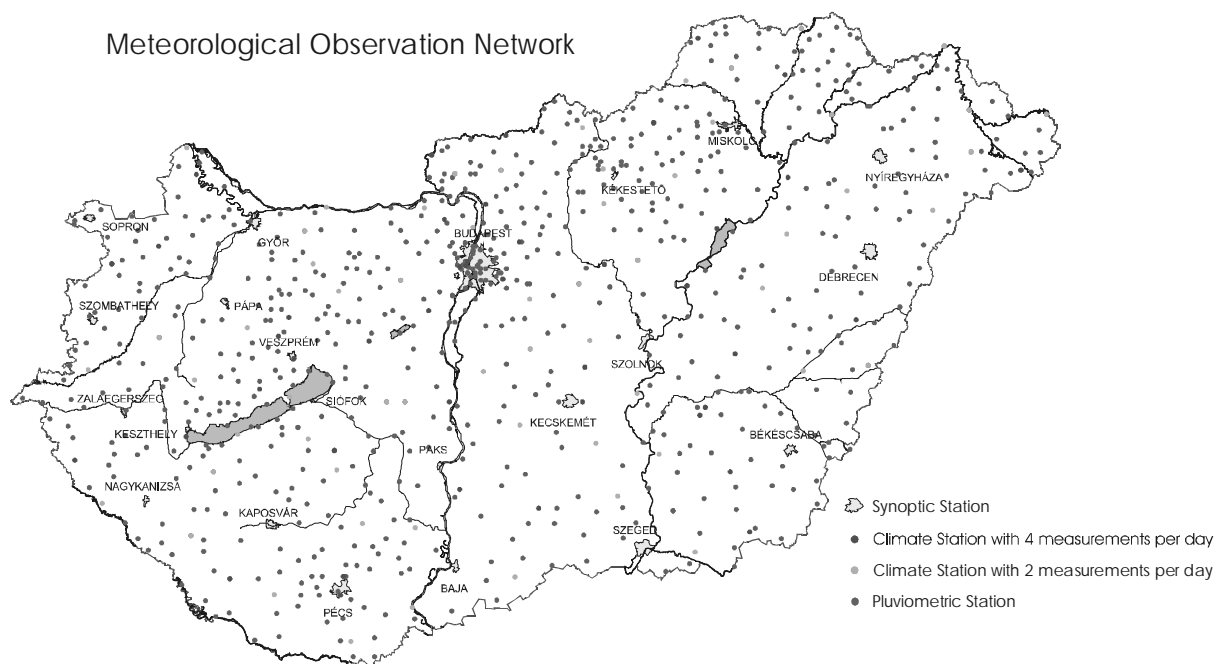 Meteorological Observation Network
MISKOLC
NYÍREGYHÁZA
KÉKESTETŐ
SOPRON
GYŐR
BUDAPEST
DEBRECEN
SZOMBATHELY
PÁPA
VESZPRÉM
SZOLNOK
ZALAEGERSZEG
SIÓFOK
KECSKEMÉT
KESZTHELY
BÉKÉSCSABA
PAKS
NAGYKANIZSA
KAPOSVÁR
SZEGED
BAJA
PÉCS
Synoptic Station
Climate Station with 4 measurements per day
Climate Station with 2 measurements per day
Pluviometric Station